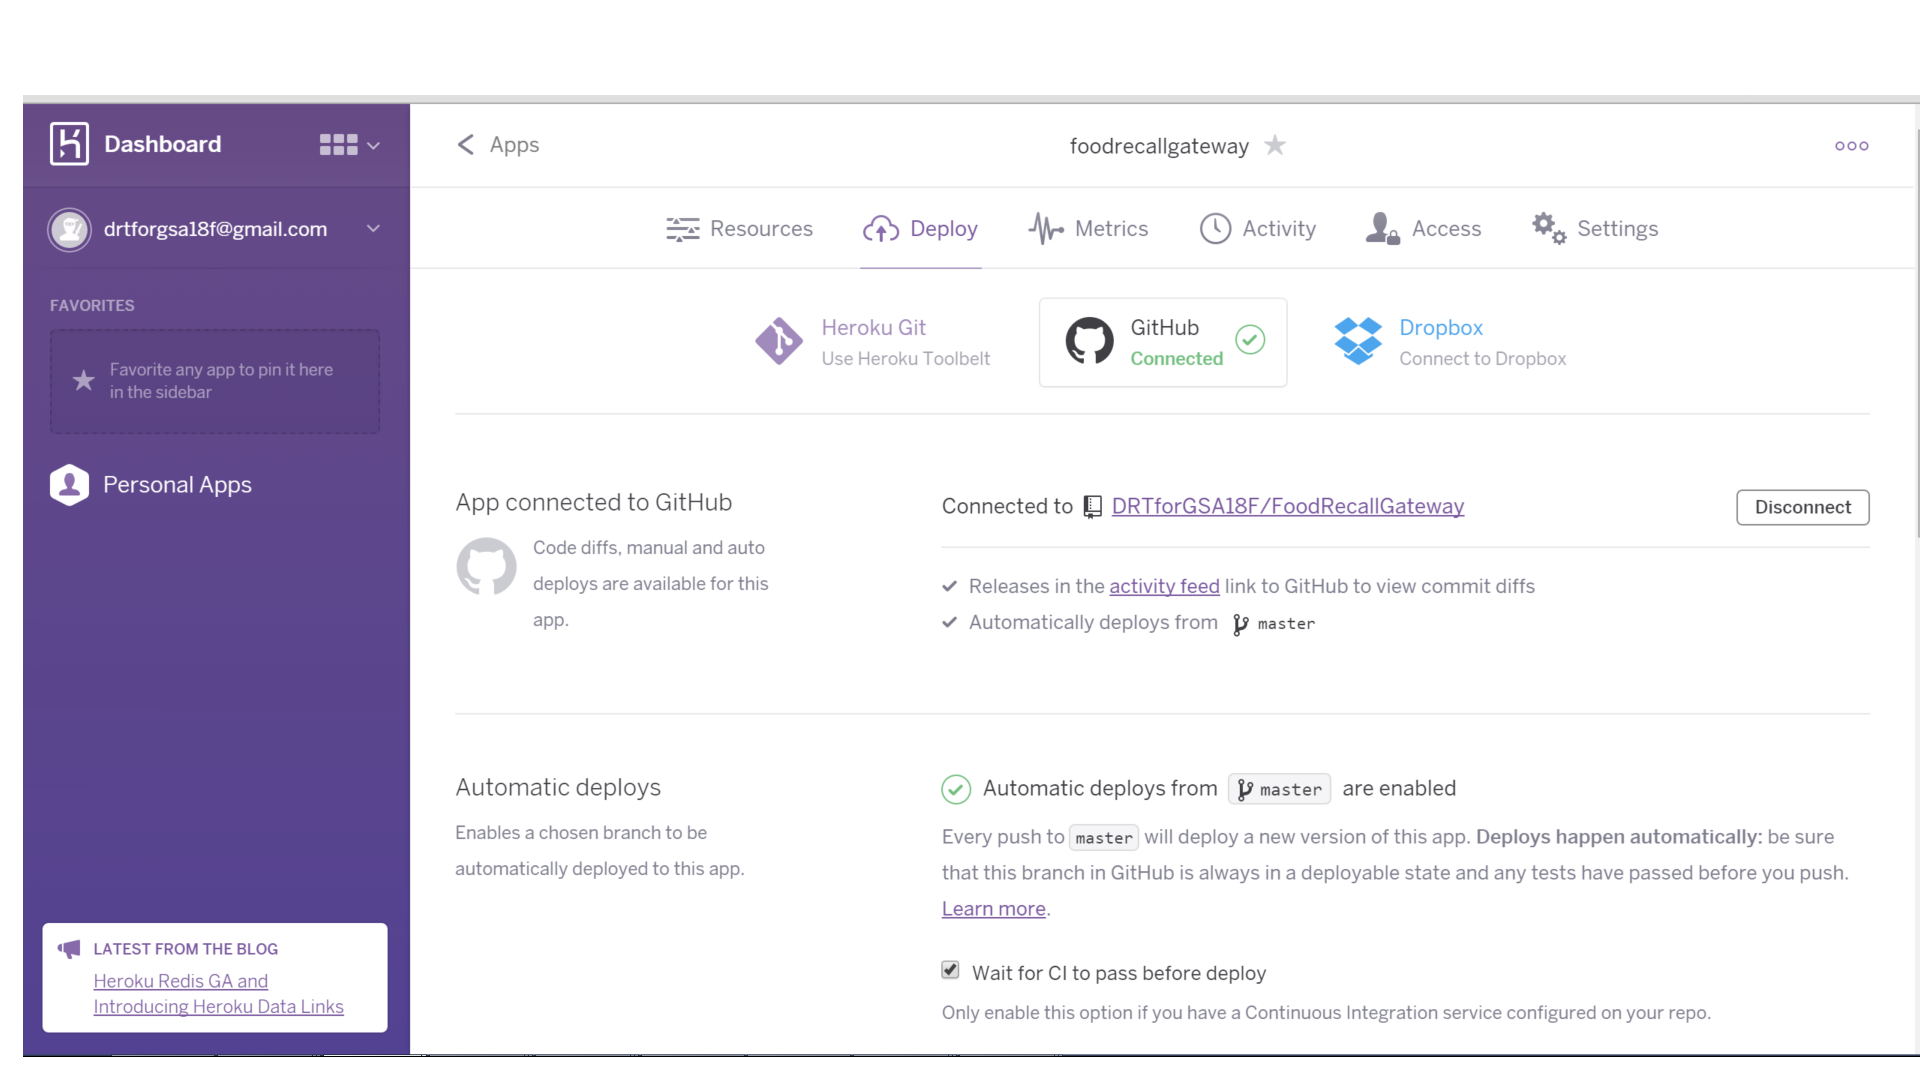 Dashboard
drtforgsa18f@gmail.com
FAVORITES
Favorite any app to pin it here
in the sidebar
Personal Apps
LATEST FROM THE BLOG
Heroku Redis GA and
Introducing Heroku Data Links
Apps
foodrecallgateway
Resources
Deploy
Metrics
Activity
Access
Settings
Heroku Git
Use Heroku Toolbelt
GitHub
Connected
Dropbox
Connect to Dropbox
App connected to GitHub
Code diffs, manual and auto
deploys are available for this
app.
Connected to DRTforGSA18F/FoodRecallGateway
Disconnect
Releases in the activity feed link to GitHub to view commit diffs
Automatically deploys from master
Automatic deploys
Enables a chosen branch to be
automatically deployed to this app.
Automatic deploys from master are enabled
Every push to master will deploy a new version of this app. Deploys happen automatically: be sure
that this branch in GitHub is always in a deployable state and any tests have passed before you push.
Learn more.
Wait for CI to pass before deploy
Only enable this option if you have a Continuous Integration service configured on your repo.